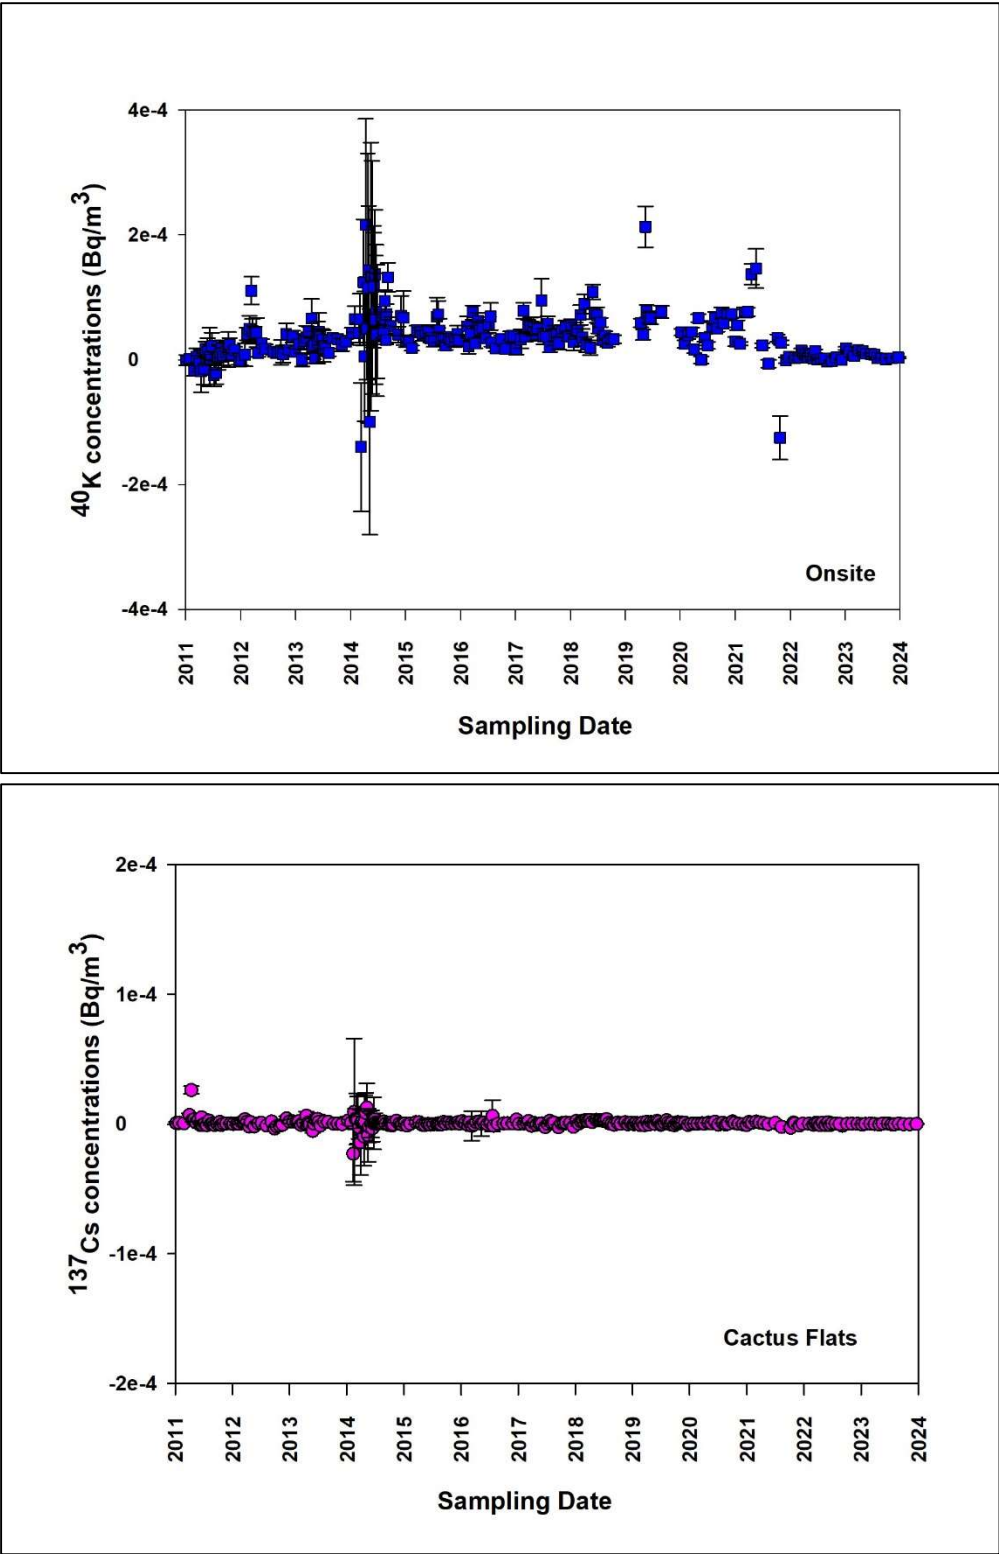 4e-4
2e-4
0
-2e-4
-4e-4
40K concentrations (Bq/m3)
Onsite
2011 2012 2013 2014 2015 2016 2017 2018 2019 2020 2021 2022 2023 2024
Sampling Date
2e-4
1e-4
0
-1e-4
-2e-4
137Cs concentrations (Bq/m3)
Cactus Flats
2011 2012 2013 2014 2015 2016 2017 2018 2019 2020 2021 2022 2023 2024
Sampling Date